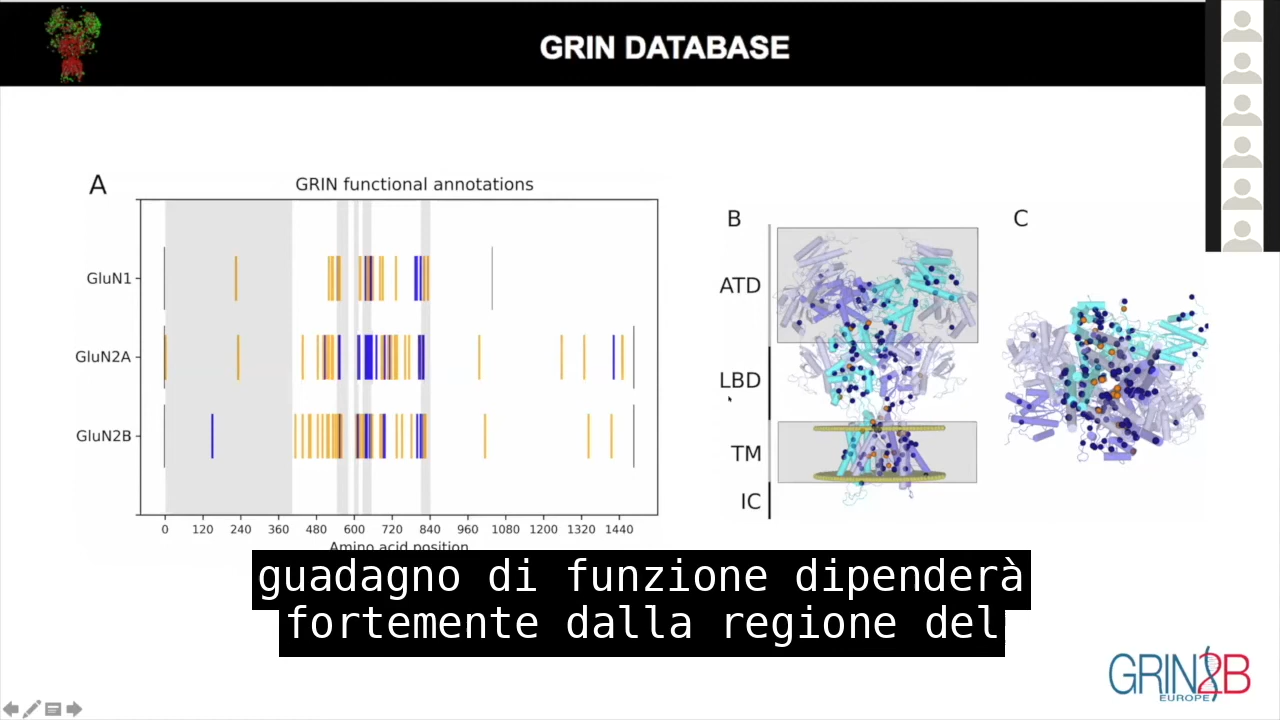 GRIN DATABASE
A
GRIN functional annotations
GluN1
GluN2A
GluN2B
0 120 240 360 480 600 720 840 960 1080 1200 1320 1440
Amino acid position
B
ATD
LBD
TM
IC
C
guadagno di funzione dipenderà
fortemente dalla regione del
GRIN2B
EUROPE